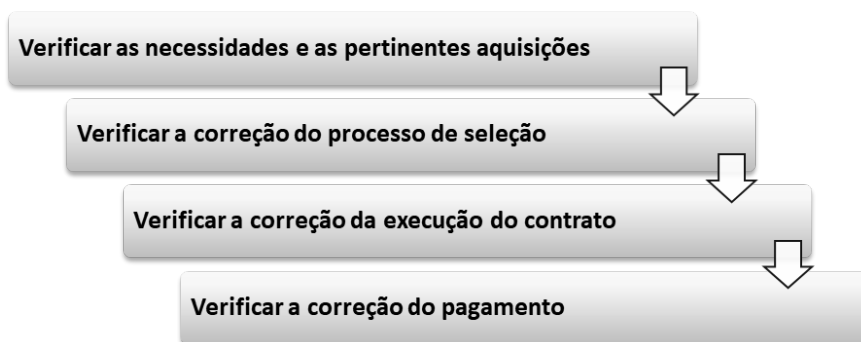 Verificar as necessidades e as pertinentes aquisições
Verificar a correção do processo de seleção
Verificar a correção da execução do contrato
Verificar a correção do pagamento